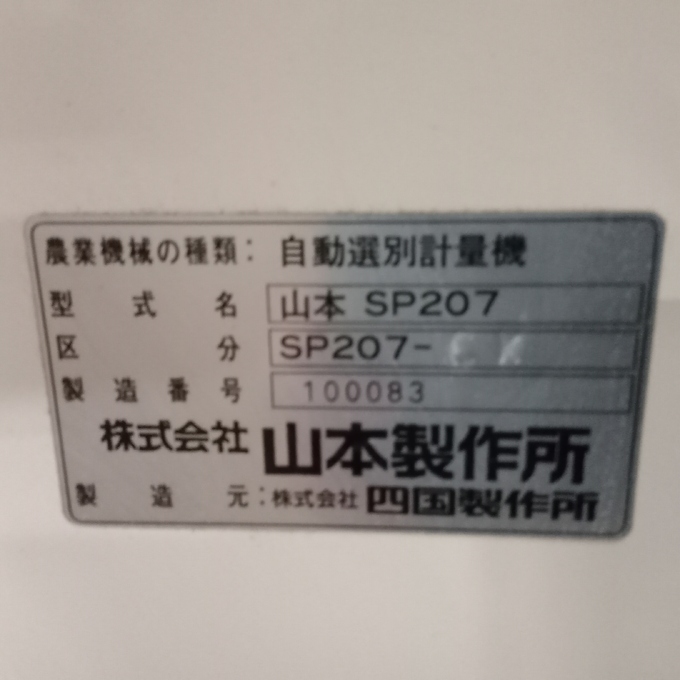 農業機械の種類：自動選別計量機
型式名 山本 SP207
区分 SP207-
製造番号 100083
株式会社 山本製作所
製造元：株式会社 四国製作所